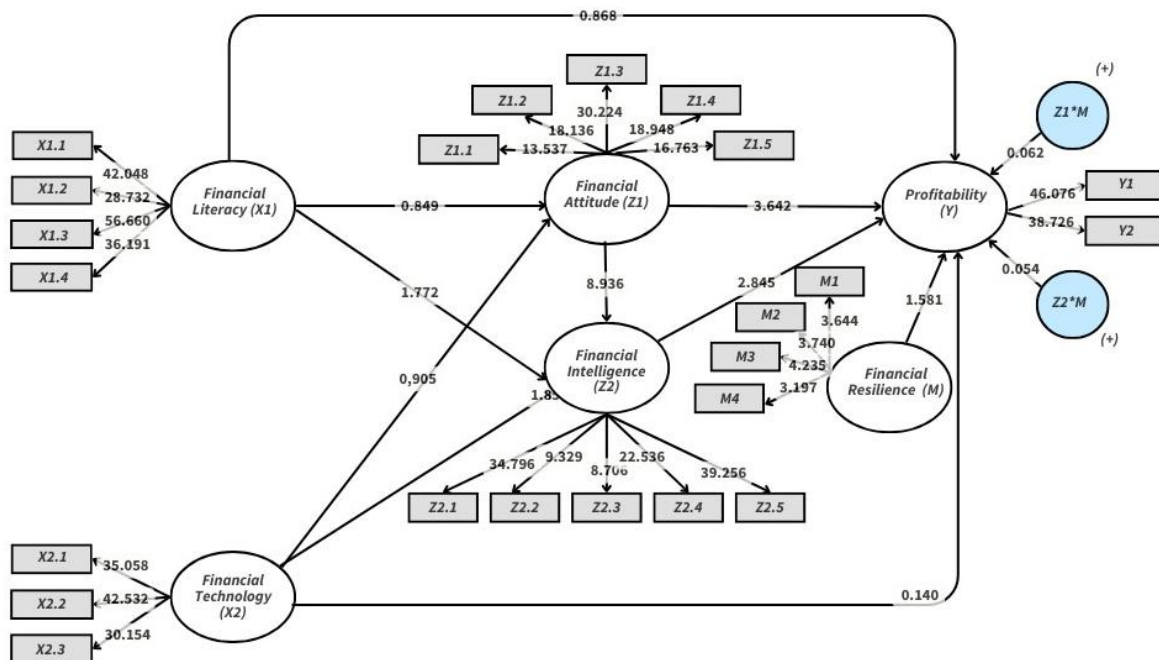 0.868
Z1.3
(+)
Z1.2
Z1.4
30.224
Z1*M
18.136
18.948
X1.1
Z1.1
13.537
16.763
Z1.5
0.062
42.048
X1.2
28.732
Financial
Literacy (X1)
0.849
Financial
Attitude (Z1)
3.642
Profitability
(Y)
46.076
Y1
38.726
Y2
X1.3
56.660
36.191
X1.4
0.054
1.772
8.936
2.845
M1
1.581
Z2*M
(+)
M2
3.644
3.740
M3
4.235
3.197
M4
Financial
Intelligence
(Z2)
Financial
Resilience (M)
0,905
34.796
9.329
8.706
22.536
39.256
Z2.1
Z2.2
Z2.3
Z2.4
Z2.5
X2.1
35.058
X2.2
42.532
30.154
X2.3
Financial
Technology
(X2)
0.140